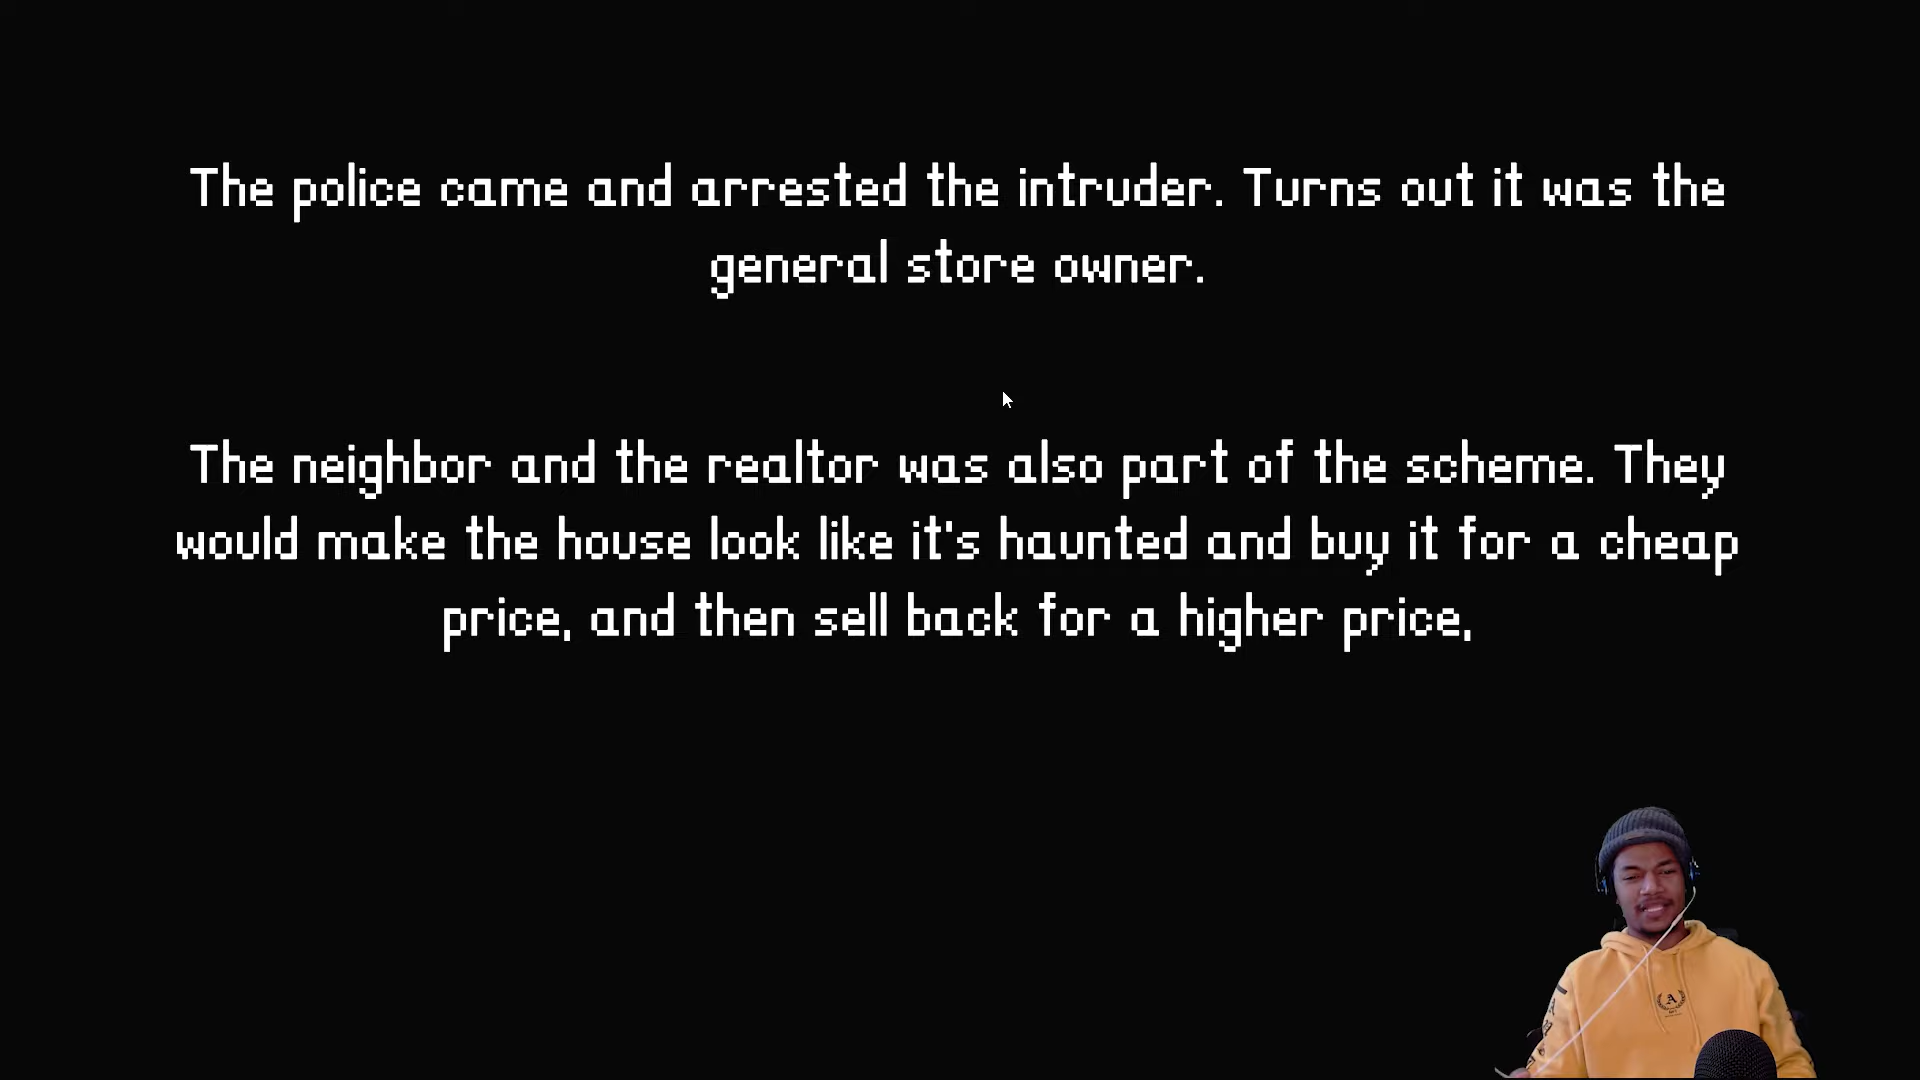 The police came and arrested the intruder. Turns out it was the
general store owner.
The neighbor and the realtor was also part of the scheme. They
would make the house look like it's haunted and buy it for a cheap
price, and then sell back for a higher price,
A